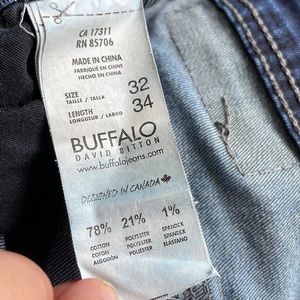 CA 17311
RN 85706
MADE IN CHINA
FABRIQUÉ EN CHINE
HECHO EN CHINA
SIZE 32
TAILLE / TALLA
LENGTH 34
LONGUEUR / LARGO
BUFFALO
DAVID BITTON
www.buffalojeans.com
DESIGNED IN CANADA
78% 21% 1%
COTTON POLYESTER SPANDEX
COTON POLYESTER SPANDEX
ALGODÓN POLIÉSTER ELASTANO